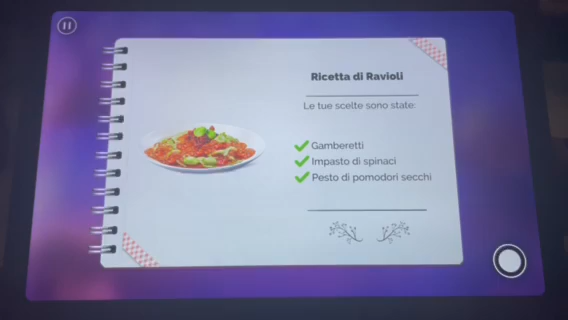 Ricetta di Ravioli
Le tue scelte sono state:
Gamberetti
Impasto di spinaci
Pesto di pomodori secchi